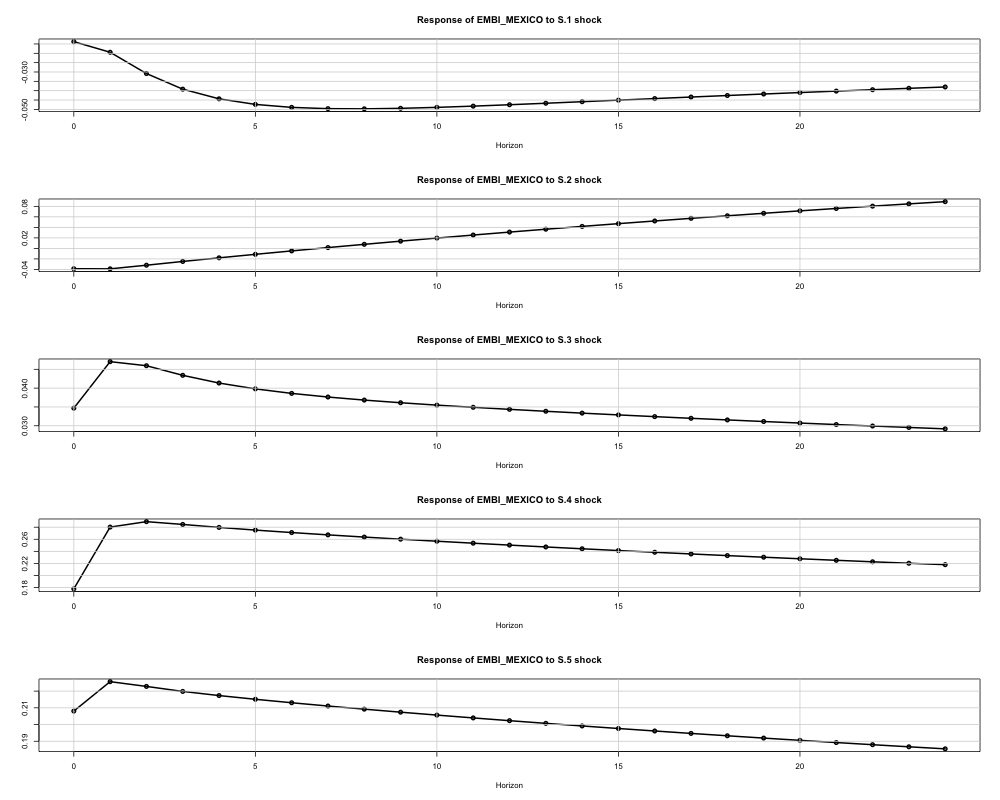 Response of EMBI_MEXICO to S.1 shock
-0.030
-0.050
0 5 10 15 20
Horizon
Response of EMBI_MEXICO to S.2 shock
0.08
0.02
-0.04
0 5 10 15 20
Horizon
Response of EMBI_MEXICO to S.3 shock
0.040
0.030
0 5 10 15 20
Horizon
Response of EMBI_MEXICO to S.4 shock
0.26
0.22
0.18
0 5 10 15 20
Horizon
Response of EMBI_MEXICO to S.5 shock
0.21
0.19
0 5 10 15 20
Horizon